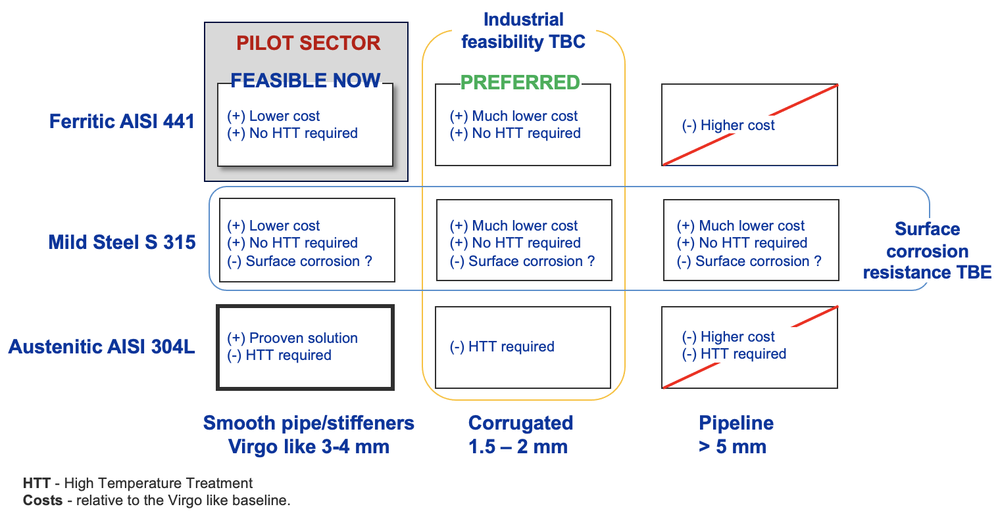 Industrial
feasibility TBC
PILOT SECTOR
FEASIBLE NOW
PREFERRED
Ferritic AISI 441
(+) Lower cost
(+) No HTT required
(+) Much lower cost
(+) No HTT required
(-) Higher cost
Mild Steel S 315
(+) Lower cost
(+) No HTT required
(-) Surface corrosion ?
(+) Much lower cost
(+) No HTT required
(-) Surface corrosion ?
(+) Much lower cost
(+) No HTT required
(-) Surface corrosion ?
Surface
corrosion
resistance TBE
Austenitic AISI 304L
(+) Prooven solution
(-) HTT required
(-) HTT required
(-) Higher cost
(-) HTT required
Smooth pipe/stiffeners
Virgo like 3-4 mm
Corrugated
1.5 – 2 mm
Pipeline
> 5 mm
HTT - High Temperature Treatment
Costs - relative to the Virgo like baseline.